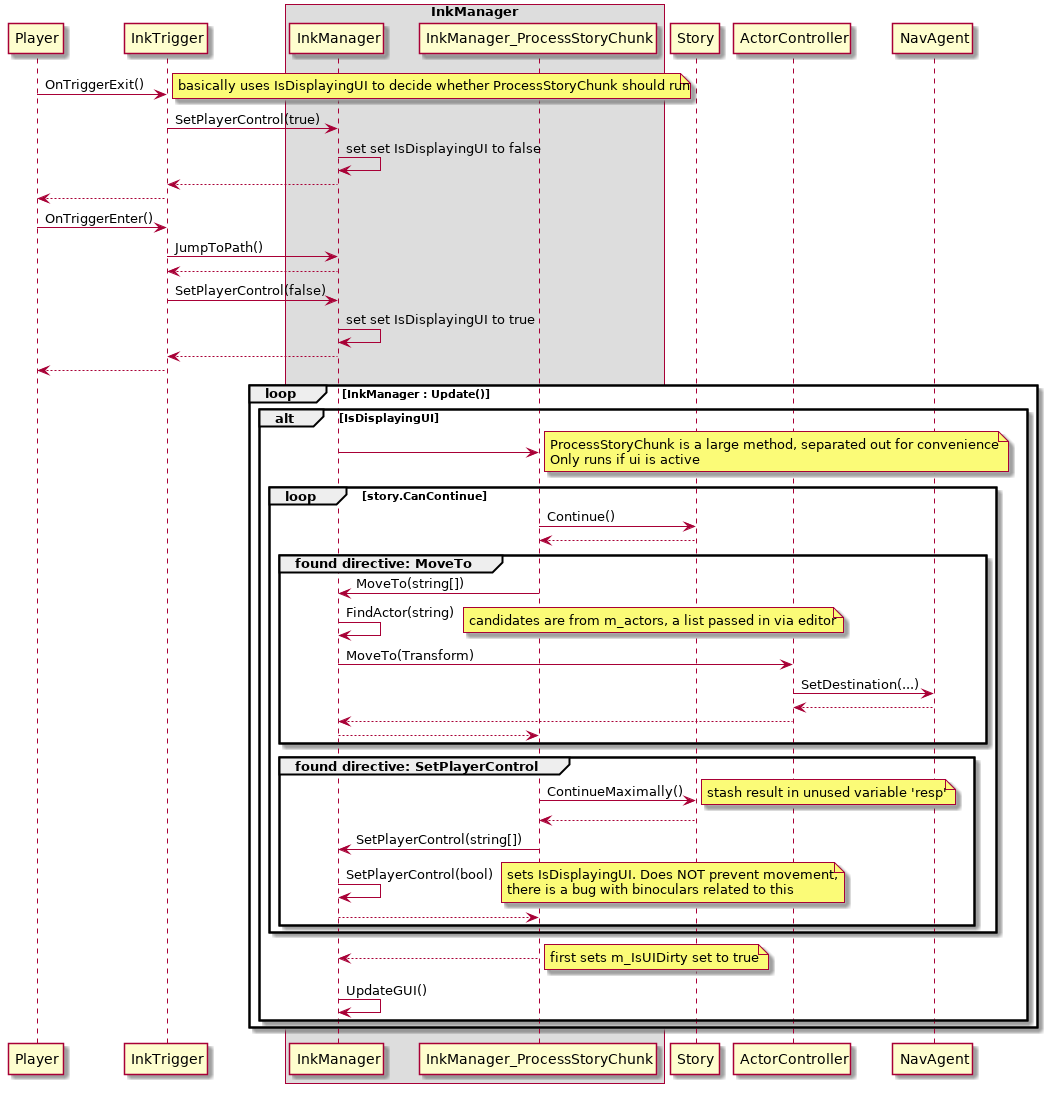 InkManager
Player
InkTrigger
InkManager
InkManager_ProcessStoryChunk
Story
ActorController
NavAgent
OnTriggerExit()
basically uses IsDisplayingUI to decide whether ProcessStoryChunk should run
SetPlayerControl(true)
set set IsDisplayingUI to false
OnTriggerEnter()
JumpToPath()
SetPlayerControl(false)
set set IsDisplayingUI to true
loop [InkManager : Update()]
alt [IsDisplayingUI]
ProcessStoryChunk is a large method, separated out for convenience
Only runs if ui is active
loop [story.CanContinue]
Continue()
found directive: MoveTo
MoveTo(string[])
FindActor(string)
candidates are from m_actors, a list passed in via editor
MoveTo(Transform)
SetDestination(...)
found directive: SetPlayerControl
ContinueMaximally()
stash result in unused variable 'resp'
SetPlayerControl(string[])
SetPlayerControl(bool)
sets IsDisplayingUI. Does NOT prevent movement,
there is a bug with binoculars related to this
first sets m_IsUIDirty set to true
UpdateGUI()
Player
InkTrigger
InkManager
InkManager_ProcessStoryChunk
Story
ActorController
NavAgent